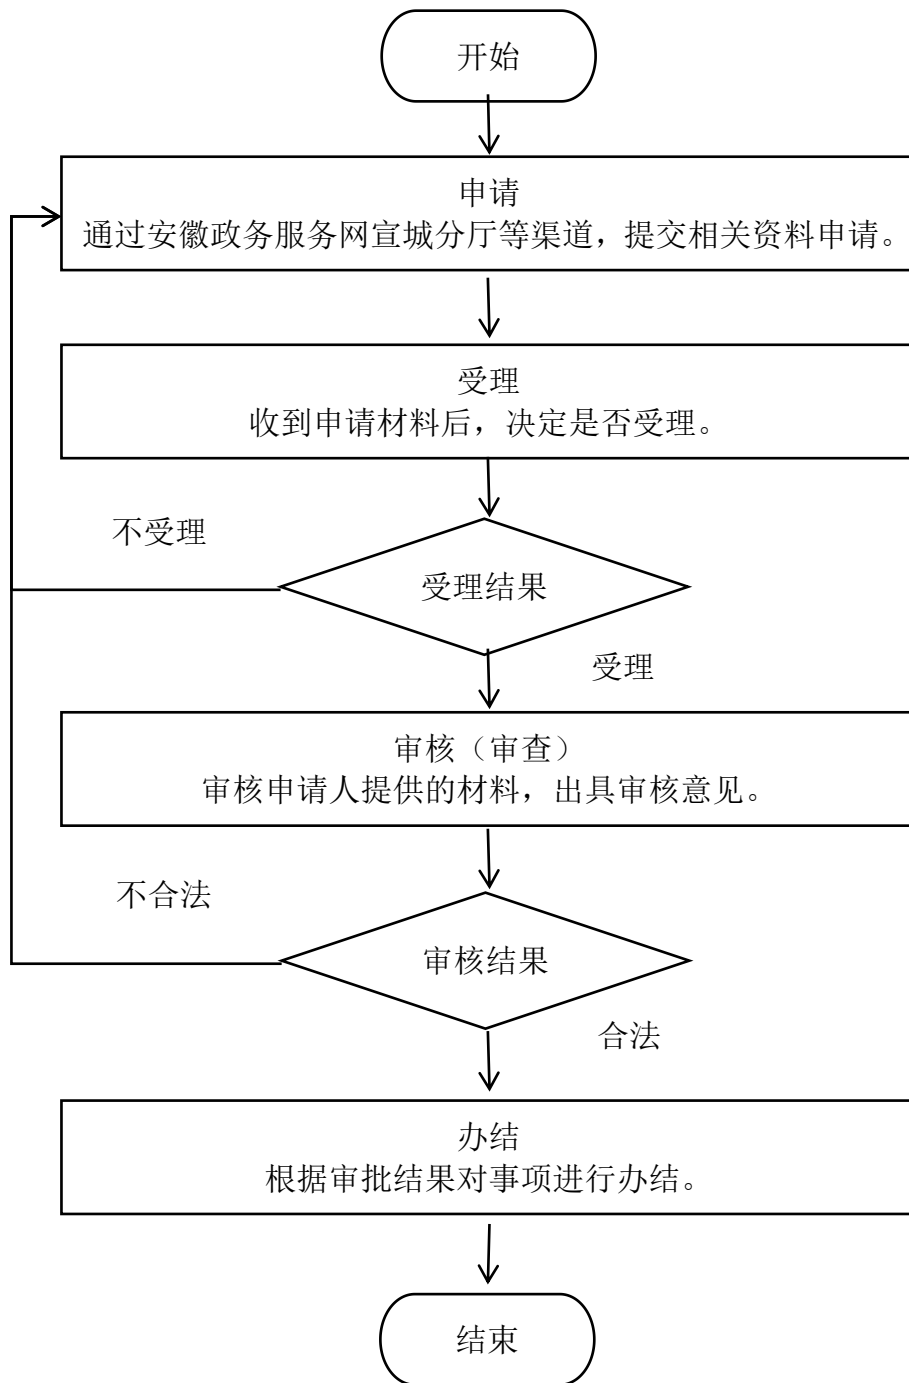 开始
申请
通过安徽政务服务网宣城分厅等渠道，提交相关资料申请。
受理
收到申请材料后，决定是否受理。
不受理
受理结果
受理
审核（审查）
审核申请人提供的材料，出具审核意见。
不合法
审核结果
合法
办结
根据审批结果对事项进行办结。
结束